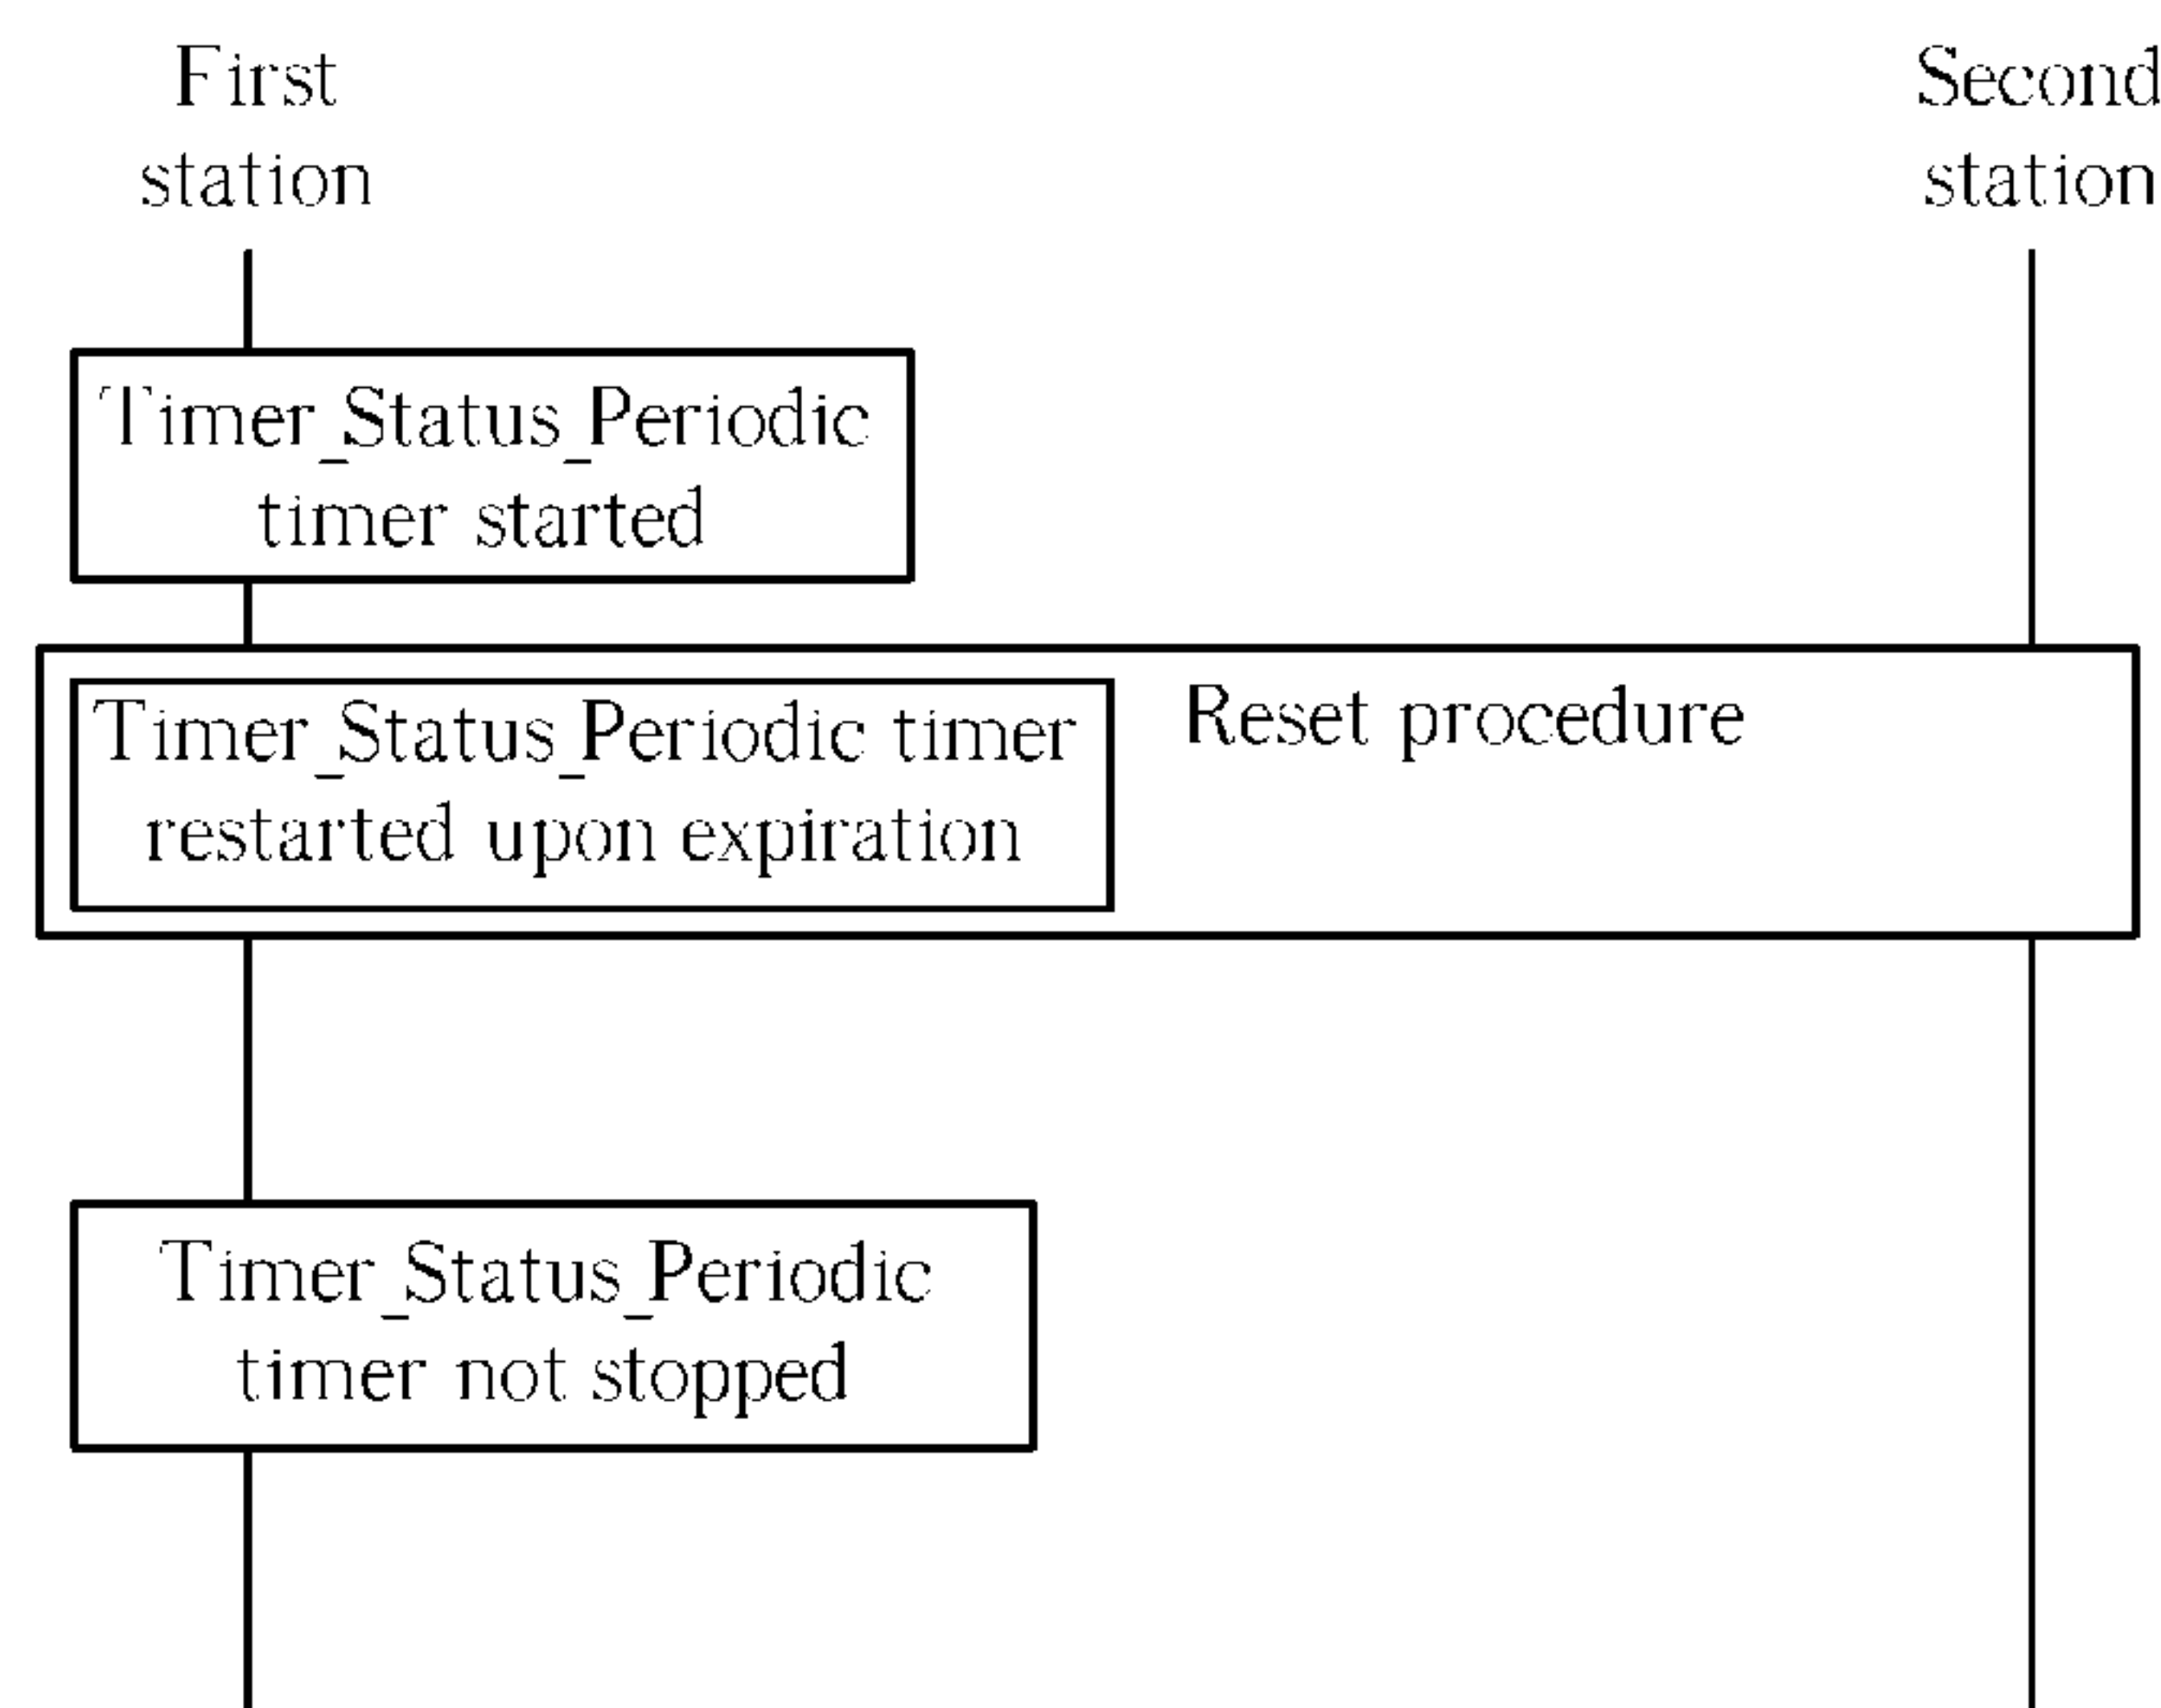 First
station
Second
station
Timer_Status_Periodic
timer started
Timer_Status_Periodic timer
restarted upon expiration
Reset procedure
Timer_Status_Periodic
timer not stopped